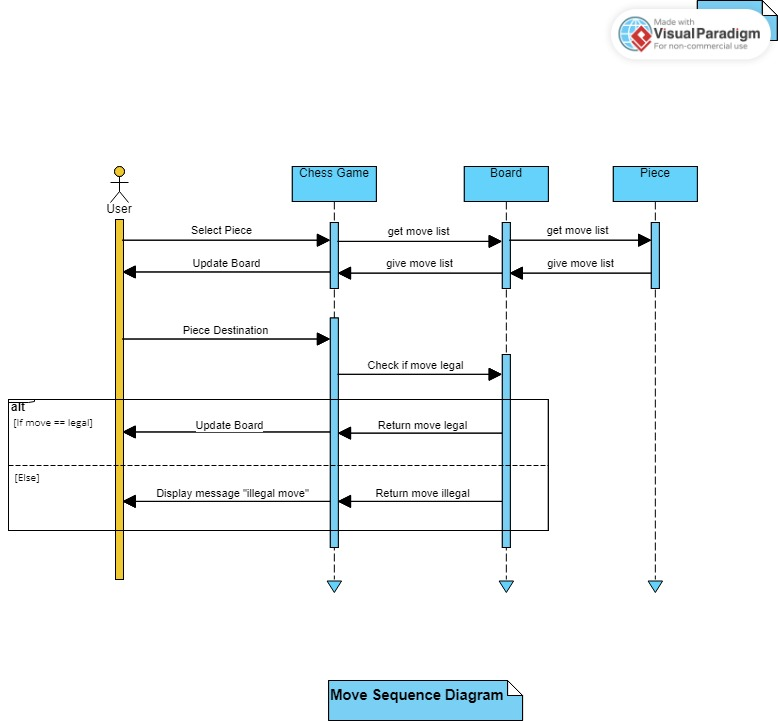 Made with
VisualParadigm
For non-commercial use
User
Chess Game
Board
Piece
Select Piece
get move list
get move list
Update Board
give move list
give move list
Piece Destination
Check if move legal
alt
[If move == legal]
Update Board
Return move legal
[Else]
Display message "illegal move"
Return move illegal
Move Sequence Diagram